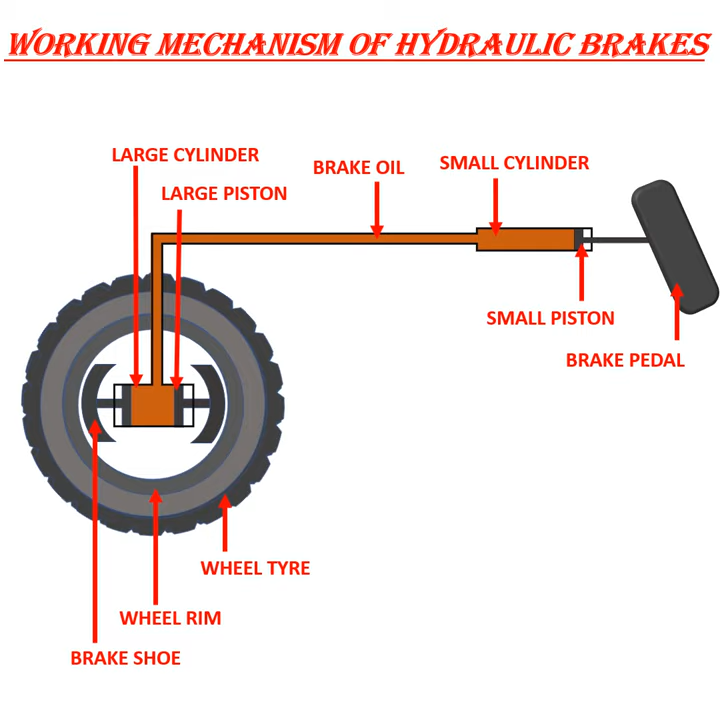 WORKING MECHANISM OF HYDRAULIC BRAKES
LARGE CYLINDER
BRAKE OIL
SMALL CYLINDER
LARGE PISTON
SMALL PISTON
BRAKE PEDAL
WHEEL TYRE
WHEEL RIM
BRAKE SHOE